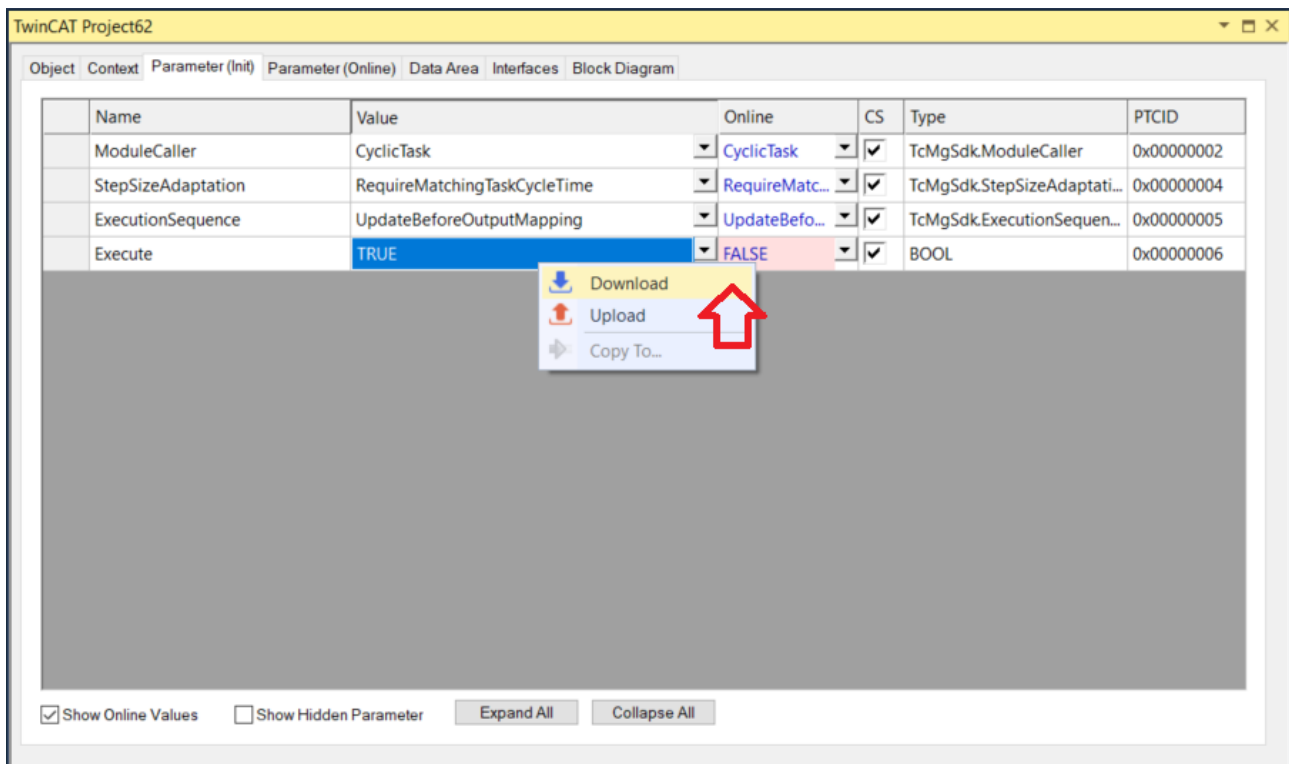 TwinCAT Project62
Object Context Parameter (Init) Parameter (Online) Data Area Interfaces Block Diagram
Name Value Online CS Type PTCID
ModuleCaller CyclicTask CyclicTask TcMgSdk.ModuleCaller 0x00000002
StepSizeAdaptation RequireMatchingTaskCycleTime RequireMatc... TcMgSdk.StepSizeAdaptati... 0x00000004
ExecutionSequence UpdateBeforeOutputMapping UpdateBefo... TcMgSdk.ExecutionSequen... 0x00000005
Execute TRUE FALSE BOOL 0x00000006
Download
Upload
Copy To...
Show Online Values Show Hidden Parameter Expand All Collapse All